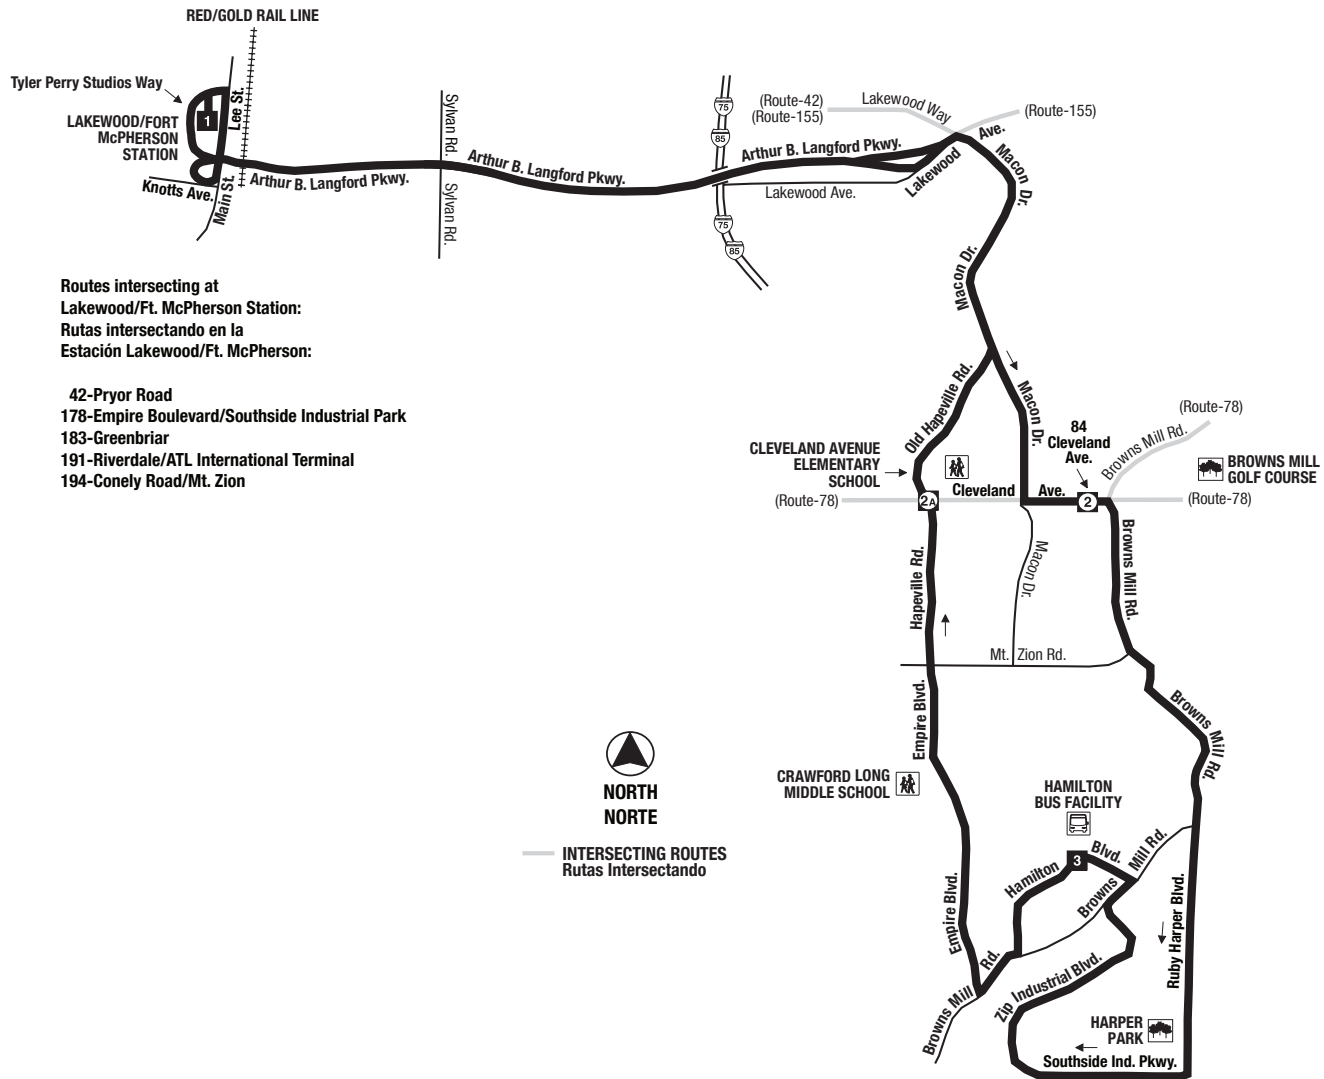 RED/GOLD RAIL LINE
Tyler Perry Studios Way
LAKEWOOD/FORT
McPHERSON
STATION
1
Lee St.
Knotts Ave.
Main St.
Arthur B. Langford Pkwy.
Sylvan Rd.
Sylvan Rd.
Arthur B. Langford Pkwy.
75
85
75
85
Arthur B. Langford Pkwy.
Lakewood Ave.
(Route-42)
(Route-155)
Lakewood Way
(Route-155)
Lakewood
Ave.
Macon Dr.
Macon Dr.
Routes intersecting at
Lakewood/Ft. McPherson Station:
Rutas intersectando en la
Estación Lakewood/Ft. McPherson:
42-Pryor Road
178-Empire Boulevard/Southside Industrial Park
183-Greenbriar
191-Riverdale/ATL International Terminal
194-Conely Road/Mt. Zion
Old Hapeville Rd.
Macon Dr.
84
Cleveland
Ave.
Browns Mill Rd.
(Route-78)
CLEVELAND AVENUE
ELEMENTARY
SCHOOL
BROWNS MILL
GOLF COURSE
(Route-78)
2A
Cleveland
Ave.
2
(Route-78)
Hapeville Rd.
Macon Dr.
Browns Mill Rd.
Mt. Zion Rd.
Empire Blvd.
Browns Mill Rd.
CRAWFORD LONG
MIDDLE SCHOOL
NORTH
NORTE
INTERSECTING ROUTES
Rutas Intersectando
HAMILTON
BUS FACILITY
3
Hamilton
Blvd.
Browns
Mill Rd.
Empire Blvd.
Browns Mill
Rd.
Zip Industrial Blvd.
Ruby Harper Blvd.
HARPER
PARK
Southside Ind. Pkwy.